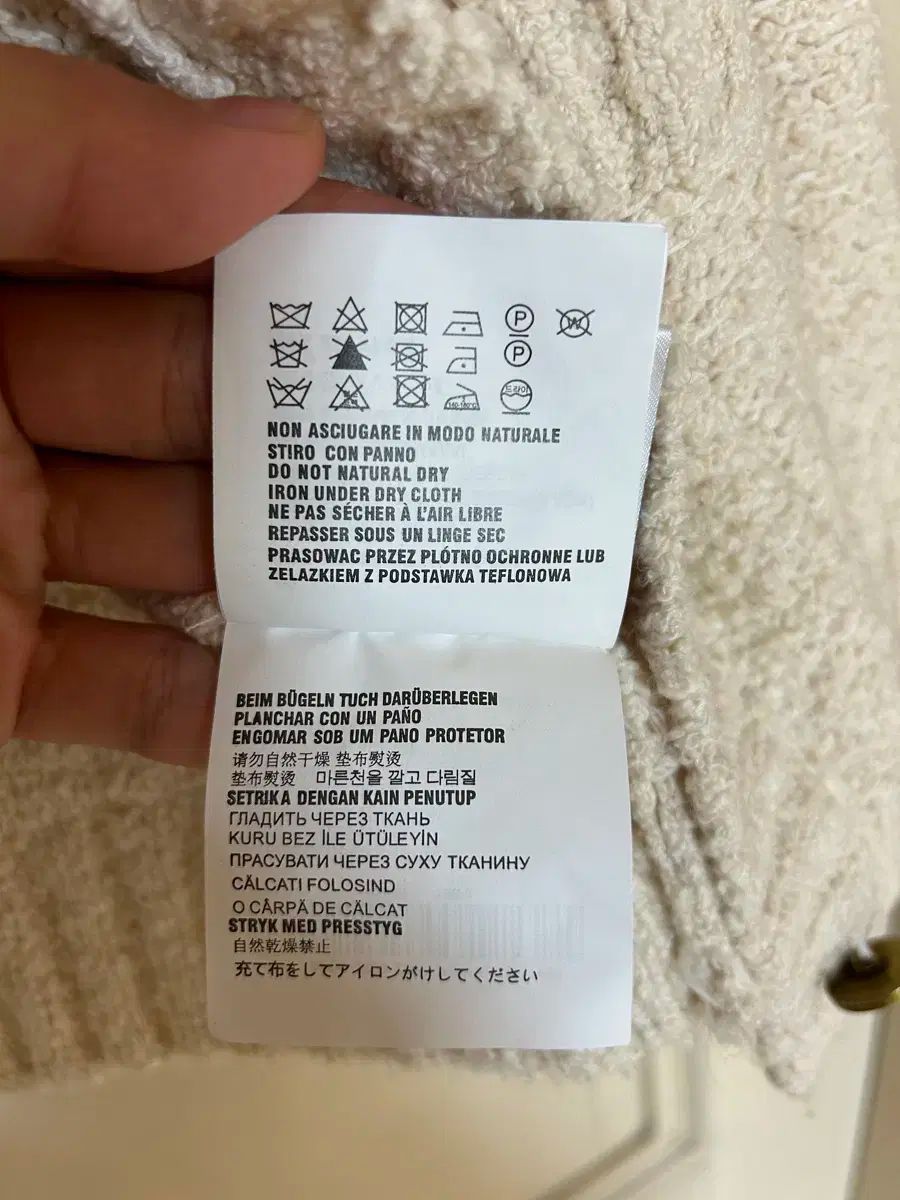 P W
P
140-160°C 드라이
NON ASCIUGARE IN MODO NATURALE
STIRO CON PANNO
DO NOT NATURAL DRY
IRON UNDER DRY CLOTH
NE PAS SÉCHER À L'AIR LIBRE
REPASSER SOUS UN LINGE SEC
PRASOWAC PRZEZ PLÓTNO OCHRONNE LUB
ZELAZKIEM Z PODSTAWKA TEFLONOWA
BEIM BÜGELN TUCH DARÜBERLEGEN
PLANCHAR CON UN PAÑO
ENGOMAR SOB UM PANO PROTETOR
请勿自然干燥 垫布熨烫
垫布熨烫 마른천을 깔고 다림질
SETRIKA DENGAN KAIN PENUTUP
ГЛАДИТЬ ЧЕРЕЗ ТКАНЬ
KURU BEZ İLE ÜTÜLEYİN
ПРАСУВАТИ ЧЕРЕЗ СУХУ ТКАНИНУ
CĂLCATI FOLOSIND
O CÂRPĂ DE CĂLCAT
STRYK MED PRESSTYG
自然乾燥禁止
充て布をしてアイロンがけしてください